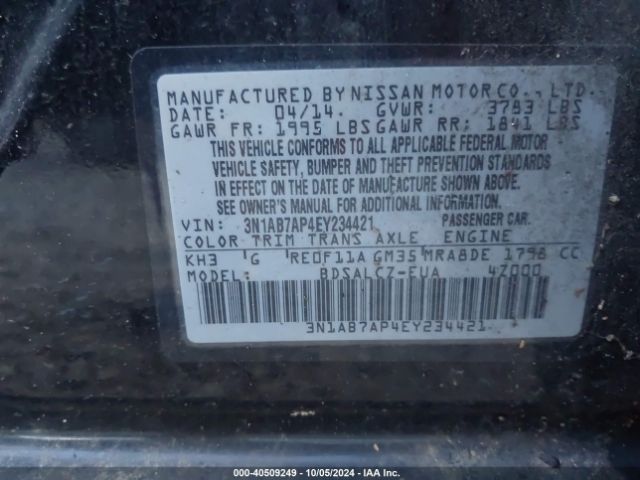 MANUFACTURED BY NISSAN MOTOR CO., LTD.
DATE: 04/14. GVWR: 3783 LBS
GAWR FR: 1995 LBS GAWR RR: 1841 LBS
THIS VEHICLE CONFORMS TO ALL APPLICABLE FEDERAL MOTOR
VEHICLE SAFETY, BUMPER AND THEFT PREVENTION STANDARDS
IN EFFECT ON THE DATE OF MANUFACTURE SHOWN ABOVE.
SEE OWNER'S MANUAL FOR ADDITIONAL INFORMATION.
VIN: 3N1AB7AP4EY234421 PASSENGER CAR.
COLOR TRIM TRANS AXLE ENGINE
KH3 G RE0F11A GM35 MRA8DE 1798 CC
MODEL: BDSALCZ-EUA 4Z000
3N1AB7AP4EY234421
000-40509249 - 10/05/2024 - IAA Inc.